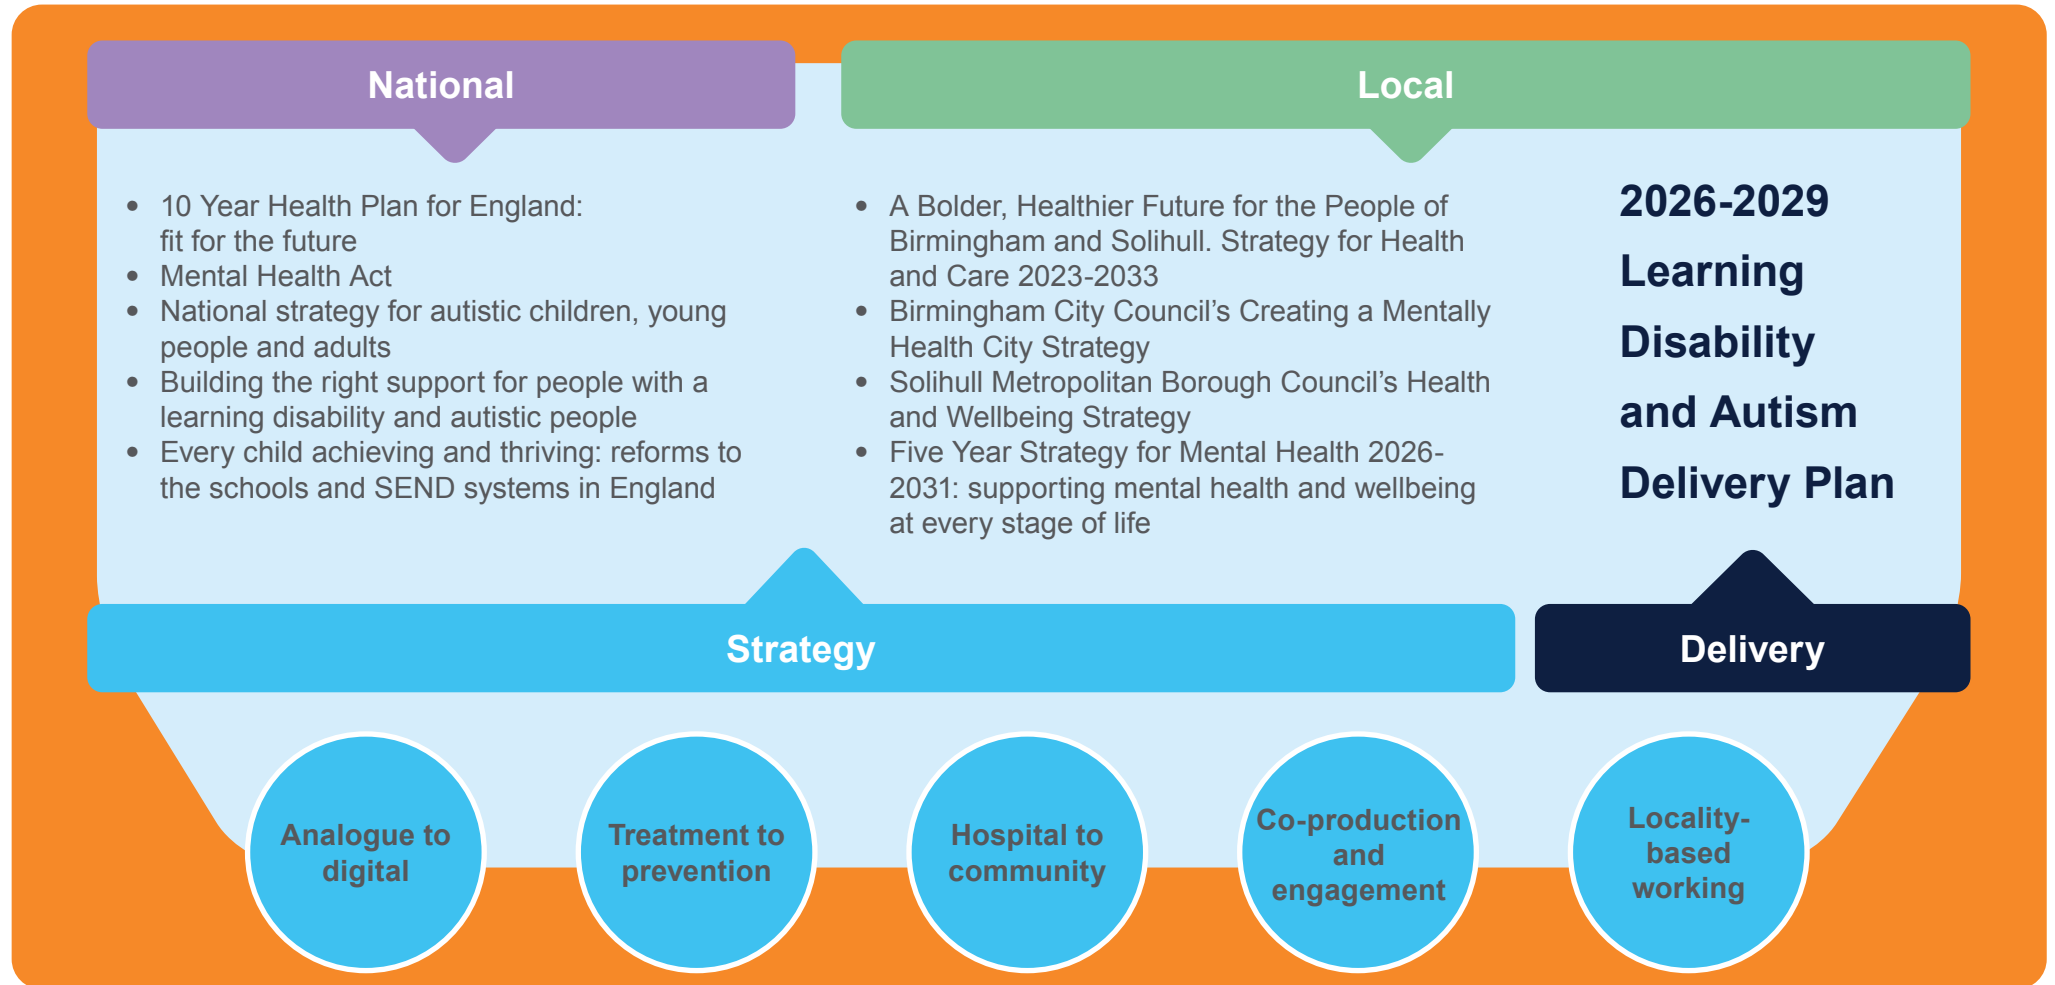 National
Local
• 10 Year Health Plan for England:
fit for the future
• Mental Health Act
• National strategy for autistic children, young
people and adults
• Building the right support for people with a
learning disability and autistic people
• Every child achieving and thriving: reforms to
the schools and SEND systems in England
• A Bolder, Healthier Future for the People of
Birmingham and Solihull. Strategy for Health
and Care 2023-2033
• Birmingham City Council’s Creating a Mentally
Health City Strategy
• Solihull Metropolitan Borough Council’s Health
and Wellbeing Strategy
• Five Year Strategy for Mental Health 2026-
2031: supporting mental health and wellbeing
at every stage of life
2026-2029
Learning
Disability
and Autism
Delivery Plan
Strategy
Delivery
Analogue to
digital
Treatment to
prevention
Hospital to
community
Co-production
and
engagement
Locality-
based
working